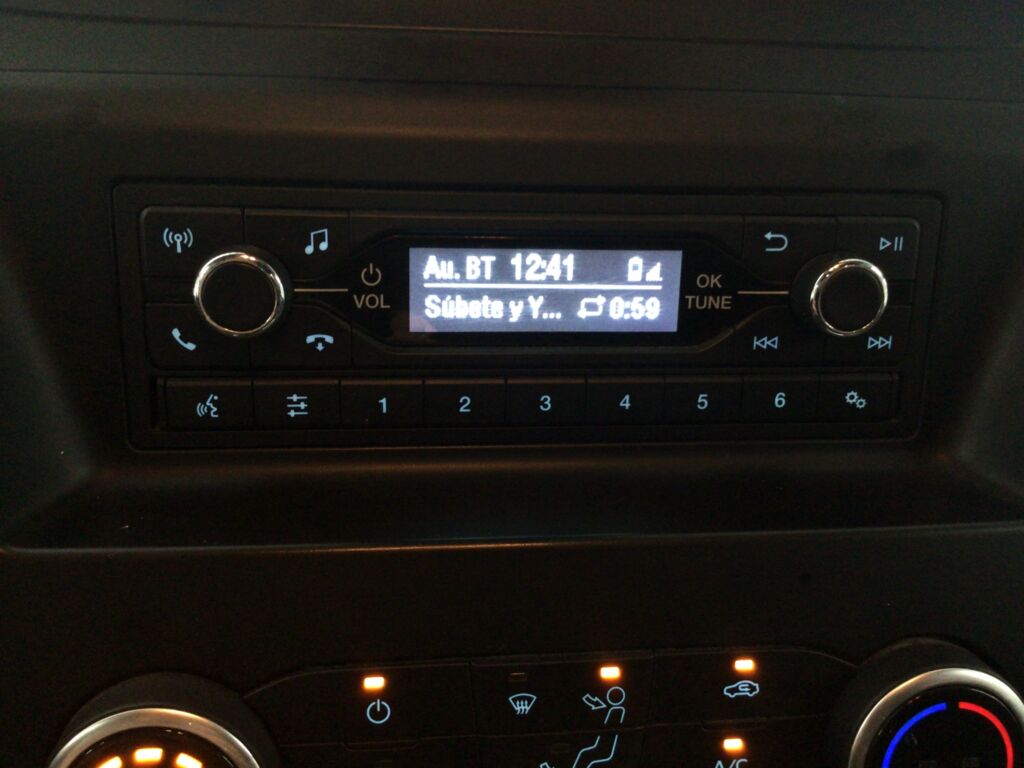 Au. BT 12:41
Súbete y Y... 0:59
VOL
OK
TUNE
1 2 3 4 5 6
A/C